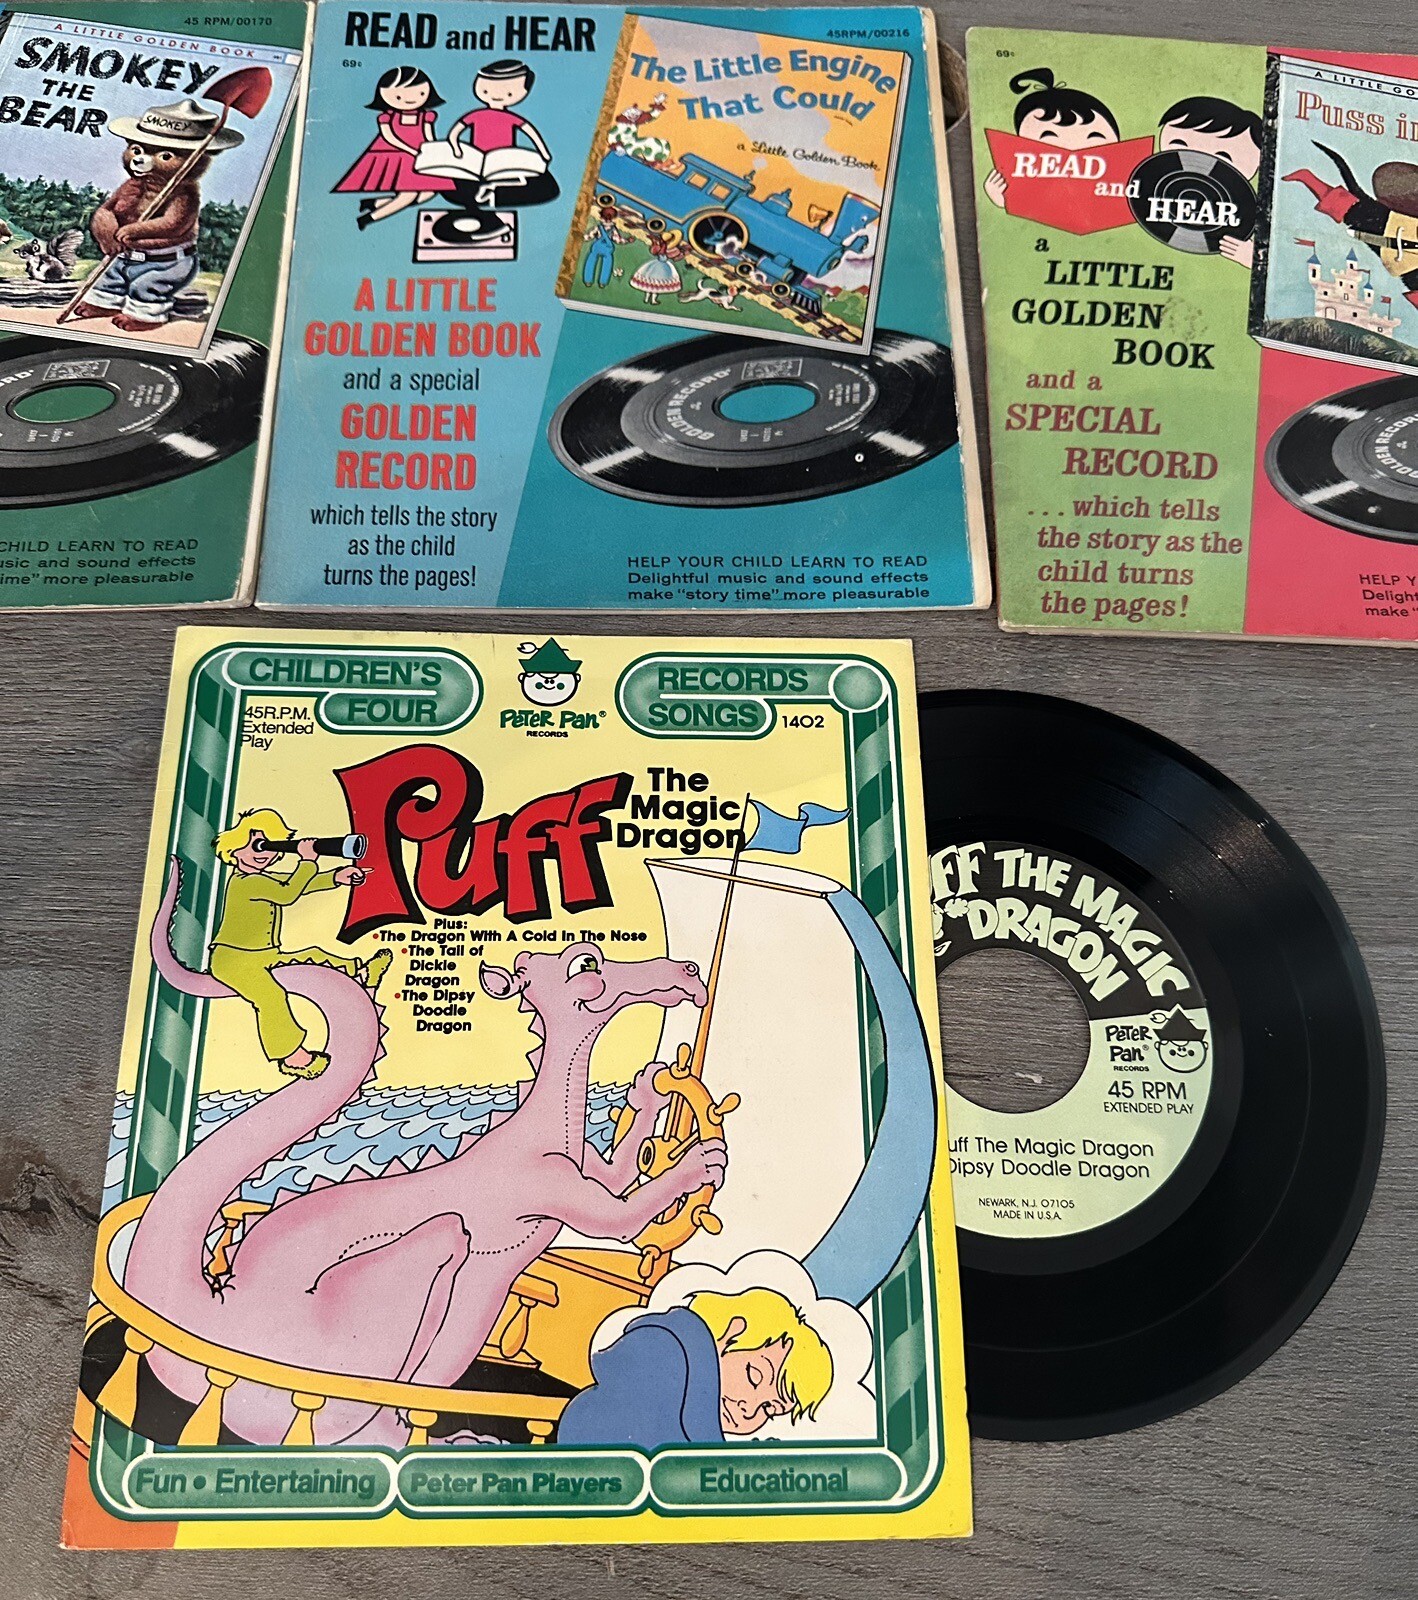 45 RPM/00170
A LITTLE GOLDEN BOOK
SMOKEY
THE
BEAR
SMOKEY
CHILD LEARN TO READ
usic and sound effects
ime" more pleasurable
READ and HEAR
45RPM/00216
69¢
The Little Engine
That Could
a Little Golden Book
A LITTLE
GOLDEN BOOK
and a special
GOLDEN
RECORD
which tells the story
as the child
turns the pages!
GOLDEN RECORD
HELP YOUR CHILD LEARN TO READ
Delightful music and sound effects
make "story time" more pleasurable
69¢
READ
and
HEAR
a
LITTLE
GOLDEN
BOOK
and a
SPECIAL
RECORD
...which tells
the story as the
child turns
the pages!
A LITTLE GO
Puss in
GOLDEN RECORD
HELP Y
Deligh
make "
CHILDREN'S
FOUR
RECORDS
SONGS
45R.P.M.
Extended
Play
Peter Pan®
RECORDS
1402
Puff
The
Magic
Dragon
Plus:
•The Dragon With A Cold In The Nose
•The Tail of
Dickie
Dragon
•The Dipsy
Doodle
Dragon
Fun • Entertaining
Peter Pan Players
Educational
FF THE MAGIC
DRAGON
Peter
Pan®
RECORDS
45 RPM
EXTENDED PLAY
uff The Magic Dragon
Dipsy Doodle Dragon
NEWARK, N.J. 07105
MADE IN U.S.A.